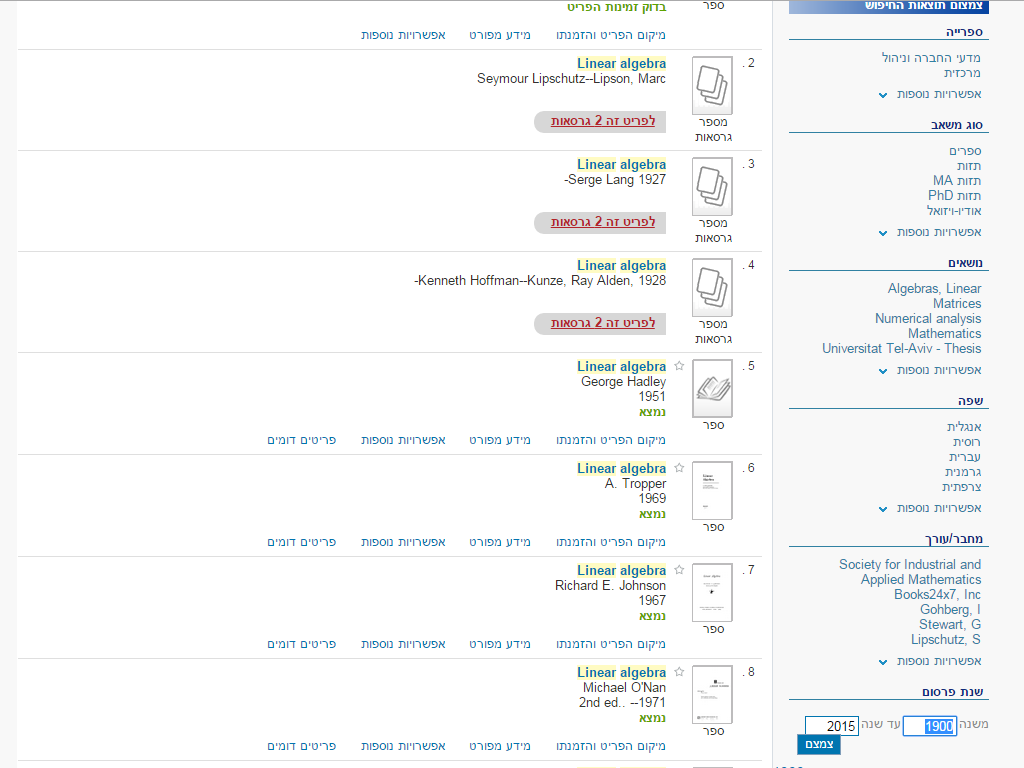 צמצום תוצאות החיפוש
ספרייה
מדעי החברה וניהול
מרכזית
אפשרויות נוספות
סוג משאב
ספרים
תזות
תזות MA
תזות PhD
אודיו-ויזואל
אפשרויות נוספות
נושאים
Algebras, Linear
Matrices
Numerical analysis
Mathematics
Universitat Tel-Aviv - Thesis
אפשרויות נוספות
שפה
אנגלית
רוסית
עברית
גרמנית
צרפתית
אפשרויות נוספות
מחבר/עורך
Society for Industrial and
Applied Mathematics
Books24x7, Inc
Gohberg, I
Stewart, G
Lipschutz, S
אפשרויות נוספות
שנת פרסום
משנה 1900 עד שנה 2015
צמצם
ספר
בדוק זמינות הפריט
מיקום הפריט והזמנתו מידע מפורט אפשרויות נוספות
2 .
Linear algebra
Seymour Lipschutz--Lipson, Marc
לפריט זה 2 גרסאות
מספר
גרסאות
3 .
Linear algebra
-Serge Lang 1927
לפריט זה 2 גרסאות
מספר
גרסאות
4 .
Linear algebra
-Kenneth Hoffman--Kunze, Ray Alden, 1928
לפריט זה 2 גרסאות
מספר
גרסאות
5 .
Linear algebra
George Hadley
1951
נמצא
ספר
מיקום הפריט והזמנתו מידע מפורט אפשרויות נוספות פריטים דומים
6 .
Linear algebra
A. Tropper
1969
נמצא
ספר
מיקום הפריט והזמנתו מידע מפורט אפשרויות נוספות פריטים דומים
7 .
Linear algebra
Richard E. Johnson
1967
נמצא
ספר
מיקום הפריט והזמנתו מידע מפורט אפשרויות נוספות פריטים דומים
8 .
Linear algebra
Michael O'Nan
2nd ed.. --1971
נמצא
ספר
מיקום הפריט והזמנתו מידע מפורט אפשרויות נוספות פריטים דומים